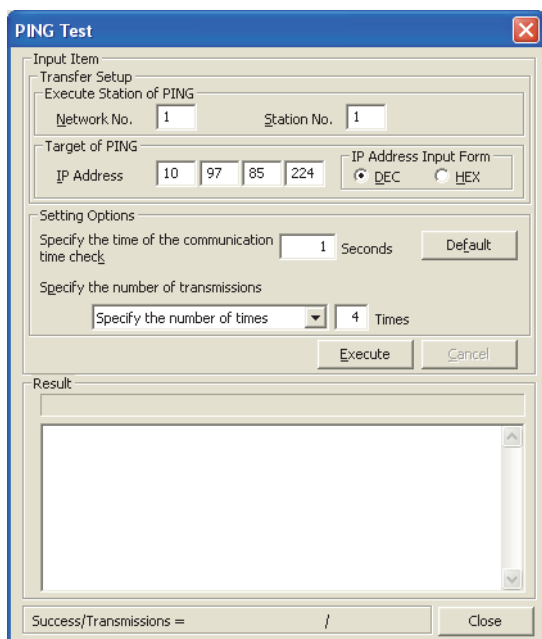 PING Test
Input Item
Transfer Setup
Execute Station of PING
Network No. 1 Station No. 1
Target of PING
IP Address 10 97 85 224
IP Address Input Form
DEC HEX
Setting Options
Specify the time of the communication
time check 1 Seconds Default
Specify the number of transmissions
Specify the number of times 4 Times
Execute Cancel
Result
Success/Transmissions = / Close